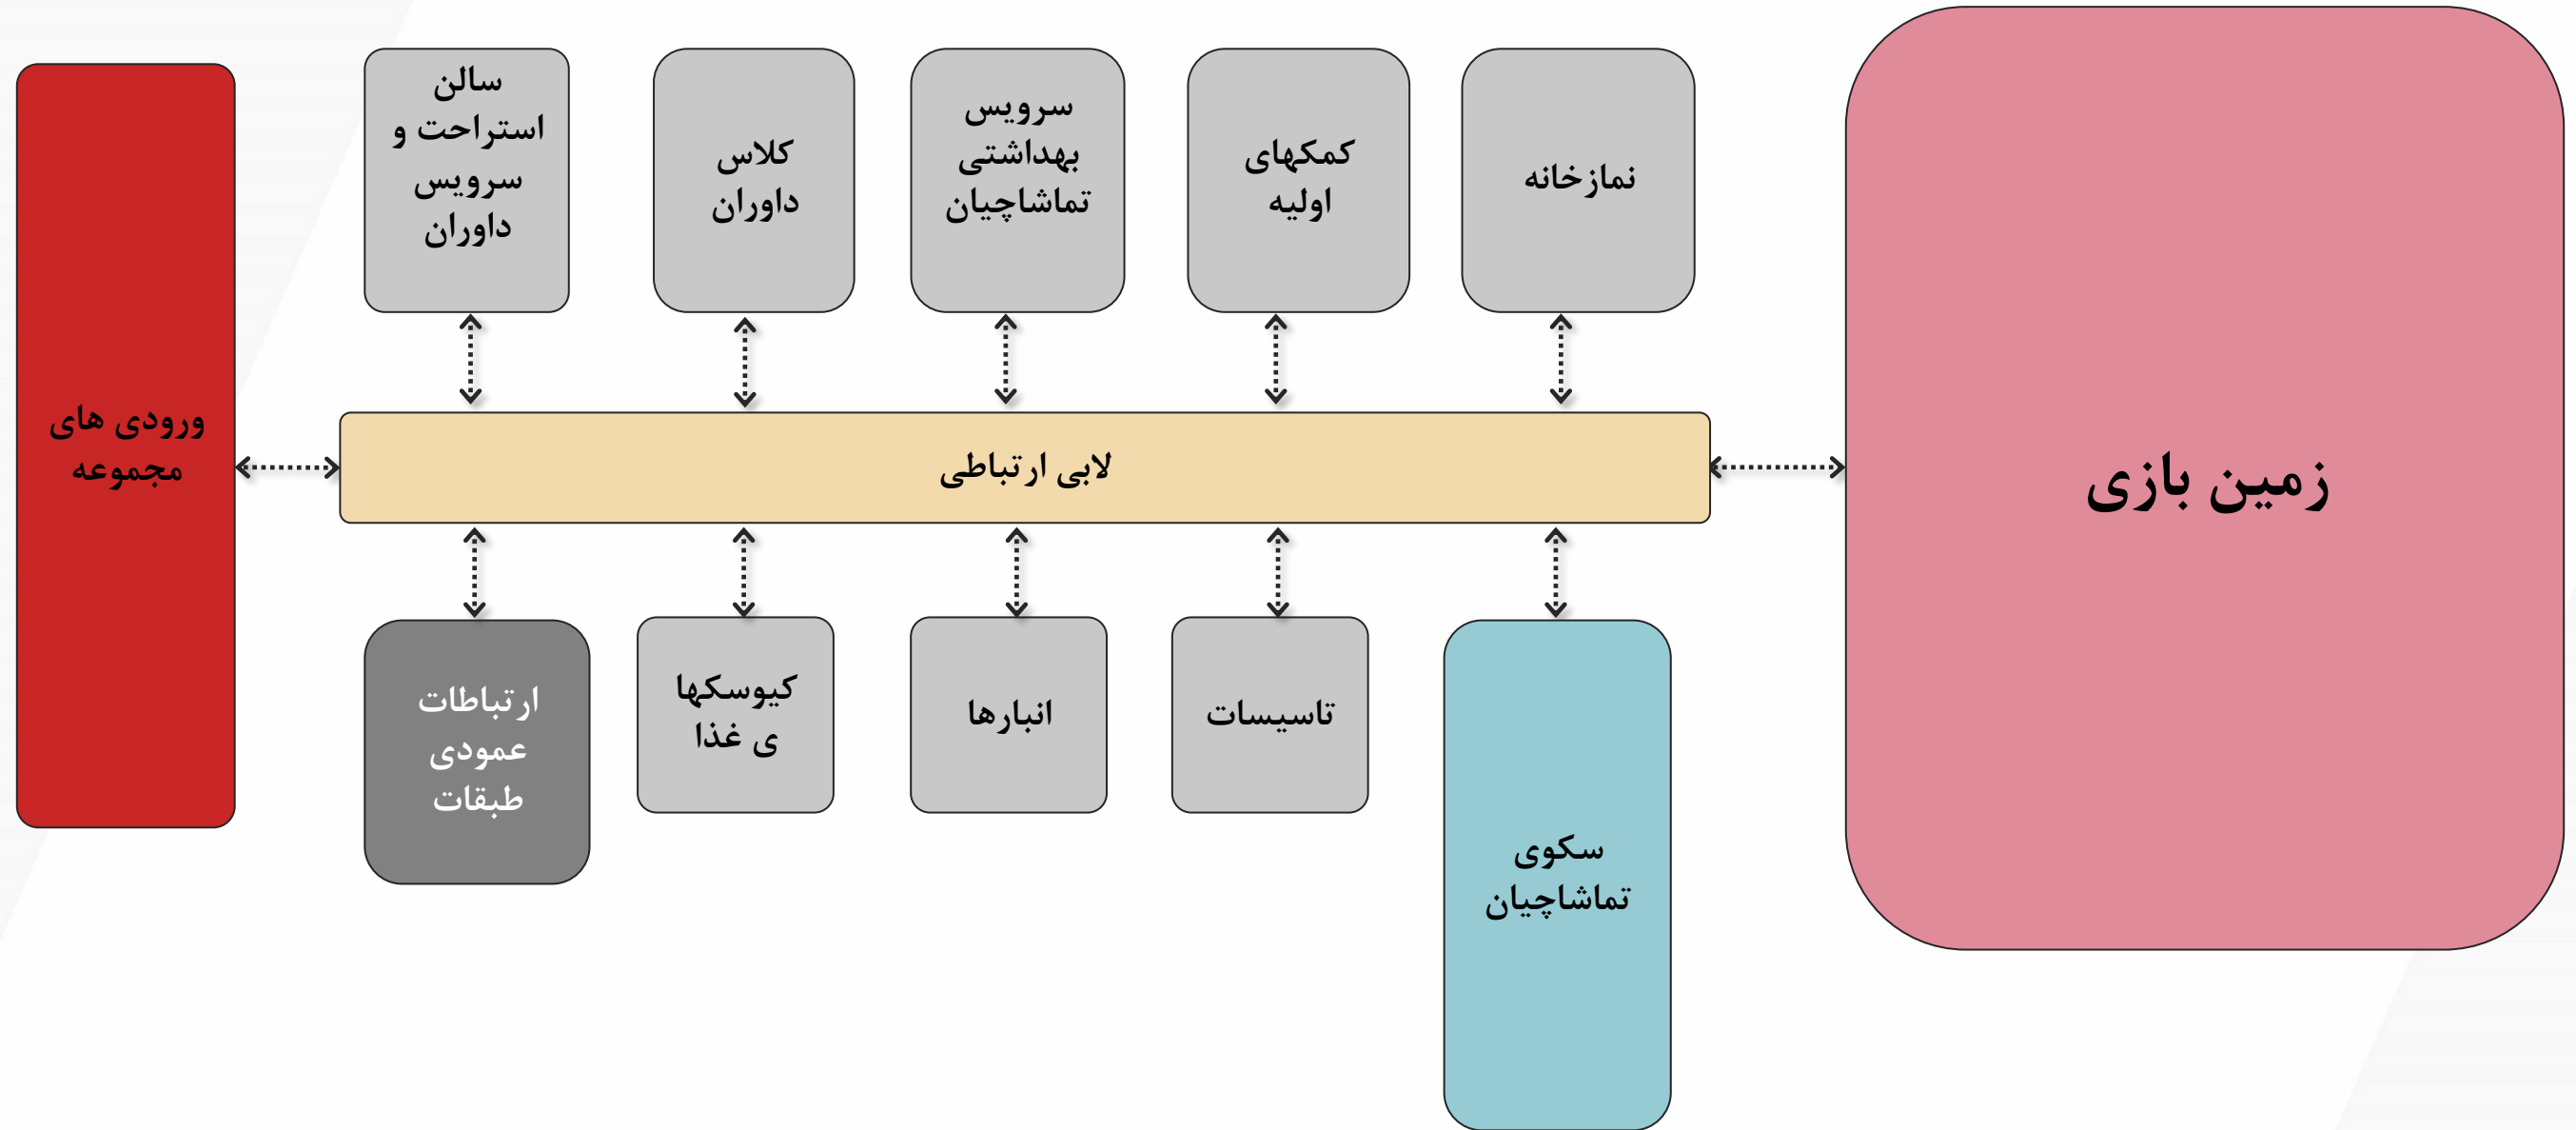 سالن
استراحت و
سرویس
داوران
کلاس
داوران
سرویس
بهداشتی
تماشاچیان
کمکهای
اولیه
نمازخانه
ورودی های
مجموعه
لابی ارتباطی
زمین بازی
ارتباطات
عمودی
طبقات
کیوسکها
ی غذا
انبارها
تاسیسات
سکوی
تماشاچیان